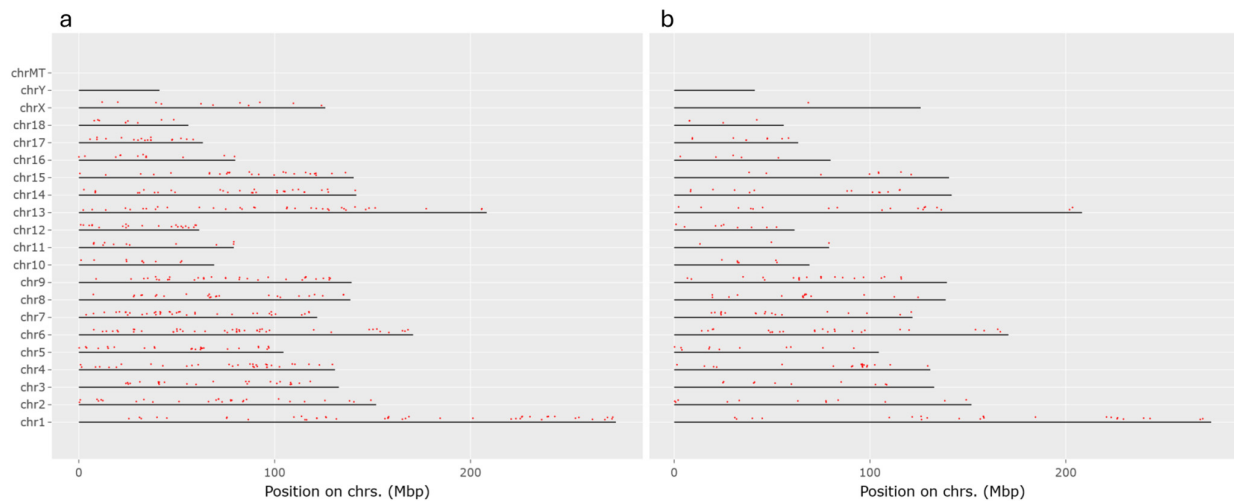 a b
chrMT
chrY
chrX
chr18
chr17
chr16
chr15
chr14
chr13
chr12
chr11
chr10
chr9
chr8
chr7
chr6
chr5
chr4
chr3
chr2
chr1
0 100 200 0 100 200
Position on chrs. (Mbp) Position on chrs. (Mbp)